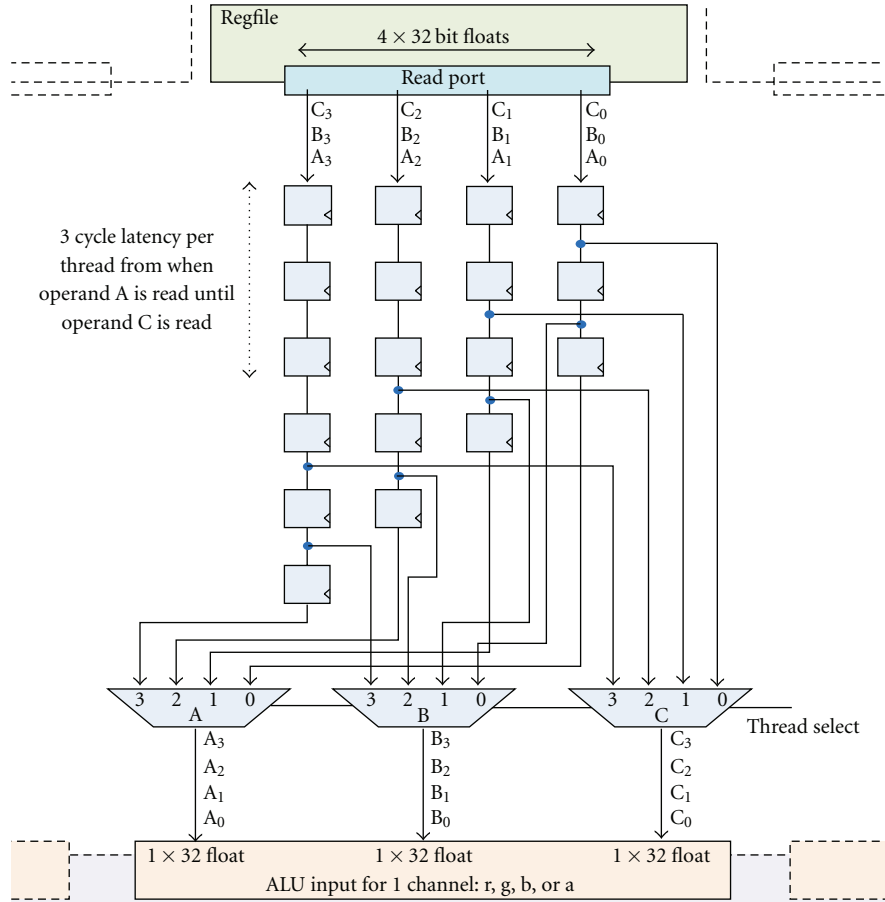 Regfile
4 × 32 bit floats
Read port
C3 C2 C1 C0
B3 B2 B1 B0
A3 A2 A1 A0
3 cycle latency per
thread from when
operand A is read until
operand C is read
3 2 1 0 3 2 1 0 3 2 1 0
A B C
Thread select
A3 B3 C3
A2 B2 C2
A1 B1 C1
A0 B0 C0
1 × 32 float 1 × 32 float 1 × 32 float
ALU input for 1 channel: r, g, b, or a